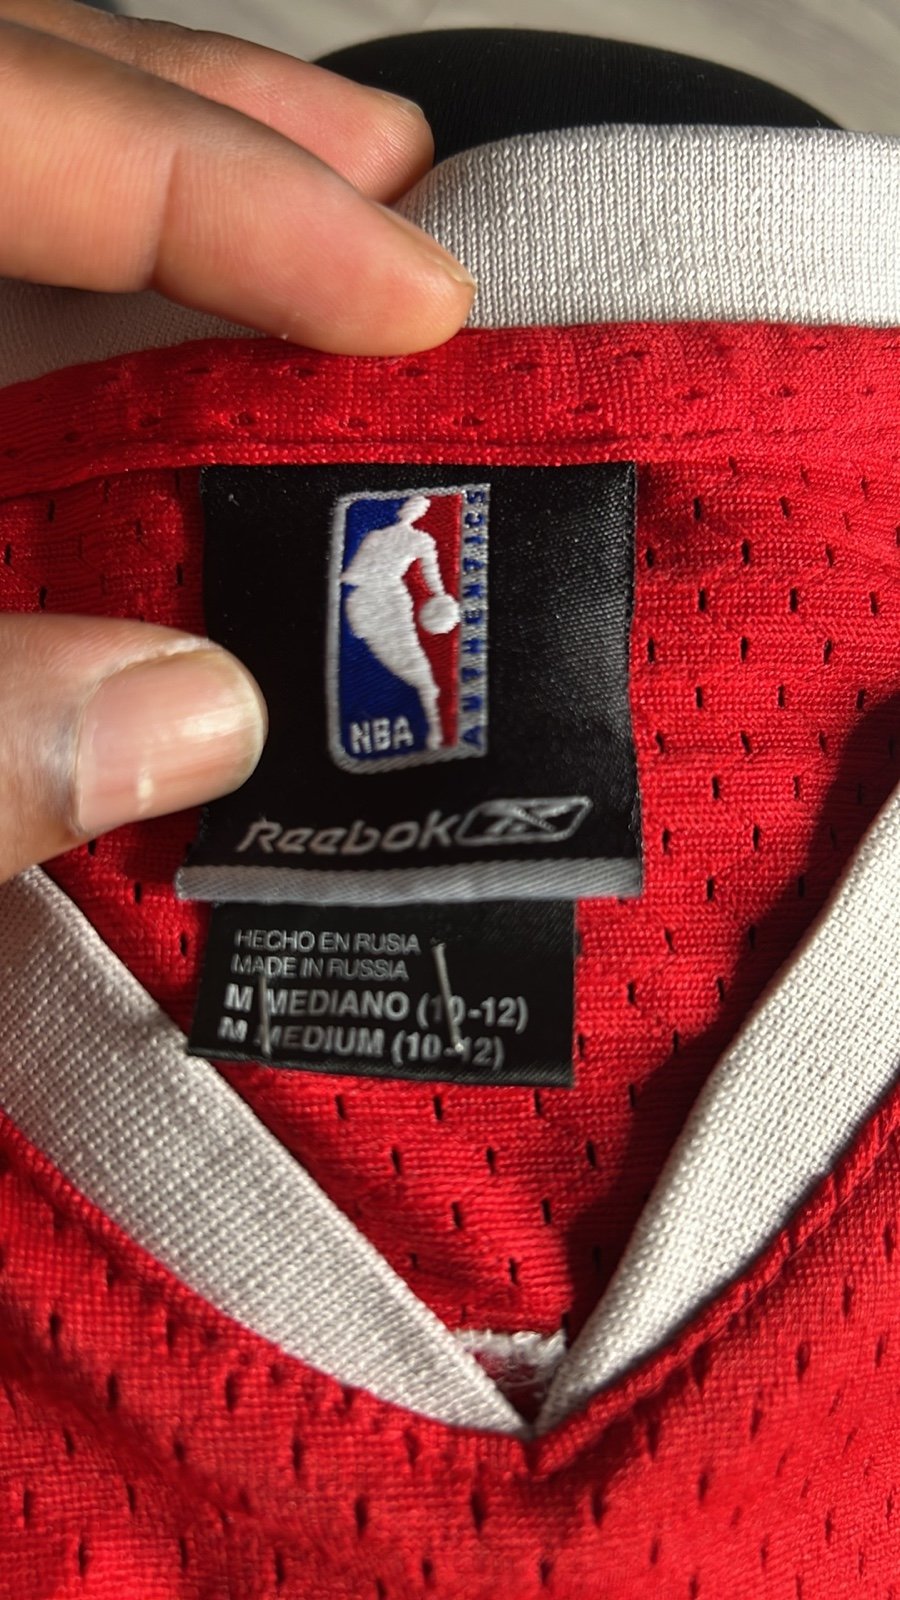 NBA
AUTHENTICS
Reebok
HECHO EN RUSIA
MADE IN RUSSIA
M MEDIANO (10-12)
M MEDIUM (10-12)